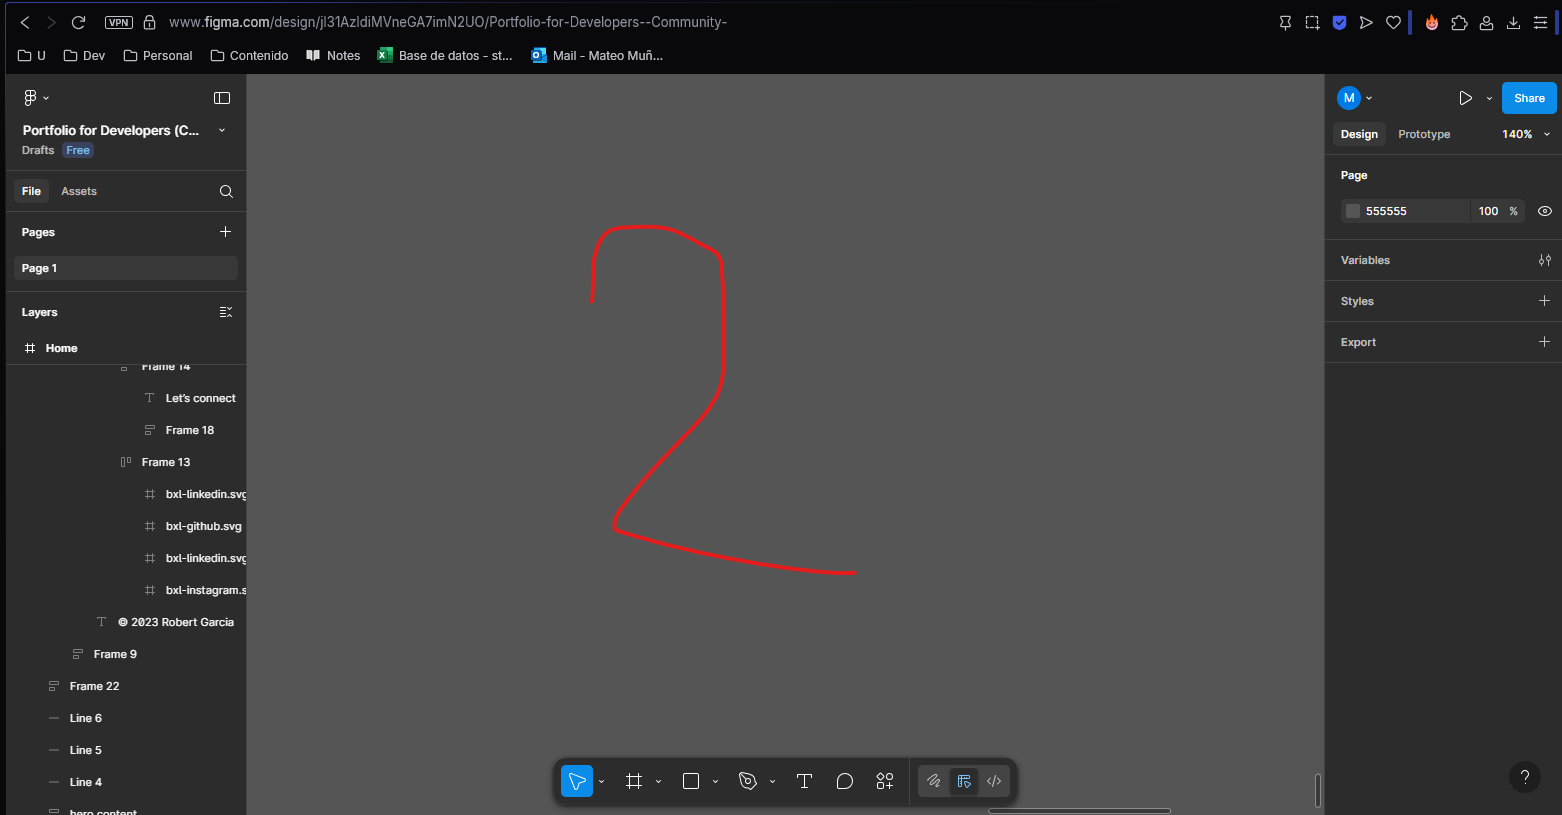 VPN www.figma.com/design/jl31AzldiMVneGA7imN2UO/Portfolio-for-Developers--Community-
U Dev Personal Contenido Notes Base de datos - st... Mail - Mateo Muñ...
Portfolio for Developers (C...
Drafts Free
File Assets
Pages
Page 1
Layers
Home
Frame 14
Let's connect
Frame 18
Frame 13
bxl-linkedin.svg
bxl-github.svg
bxl-linkedin.svg
bxl-instagram.s
© 2023 Robert Garcia
Frame 9
Frame 22
Line 6
Line 5
Line 4
hero content
2
M Share
Design Prototype 140%
Page
555555 100 %
Variables
Styles
Export
?